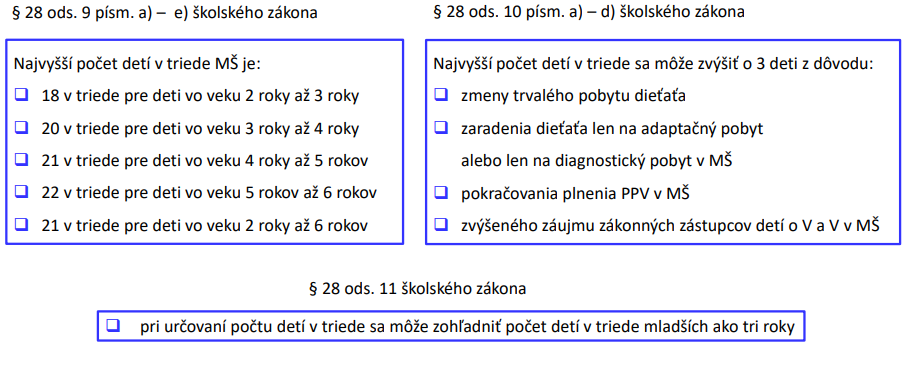 § 28 ods. 9 písm. a) – e) školského zákona
Najvyšší počet detí v triede MŠ je:
18 v triede pre deti vo veku 2 roky až 3 roky
20 v triede pre deti vo veku 3 roky až 4 roky
21 v triede pre deti vo veku 4 roky až 5 rokov
22 v triede pre deti vo veku 5 rokov až 6 rokov
21 v triede pre deti vo veku 2 roky až 6 rokov
§ 28 ods. 10 písm. a) – d) školského zákona
Najvyšší počet detí v triede sa môže zvýšiť o 3 deti z dôvodu:
zmeny trvalého pobytu dieťaťa
zaradenia dieťaťa len na adaptačný pobyt
alebo len na diagnostický pobyt v MŠ
pokračovania plnenia PPV v MŠ
zvýšeného záujmu zákonných zástupcov detí o V a V v MŠ
§ 28 ods. 11 školského zákona
pri určovaní počtu detí v triede sa môže zohľadniť počet detí v triede mladších ako tri roky